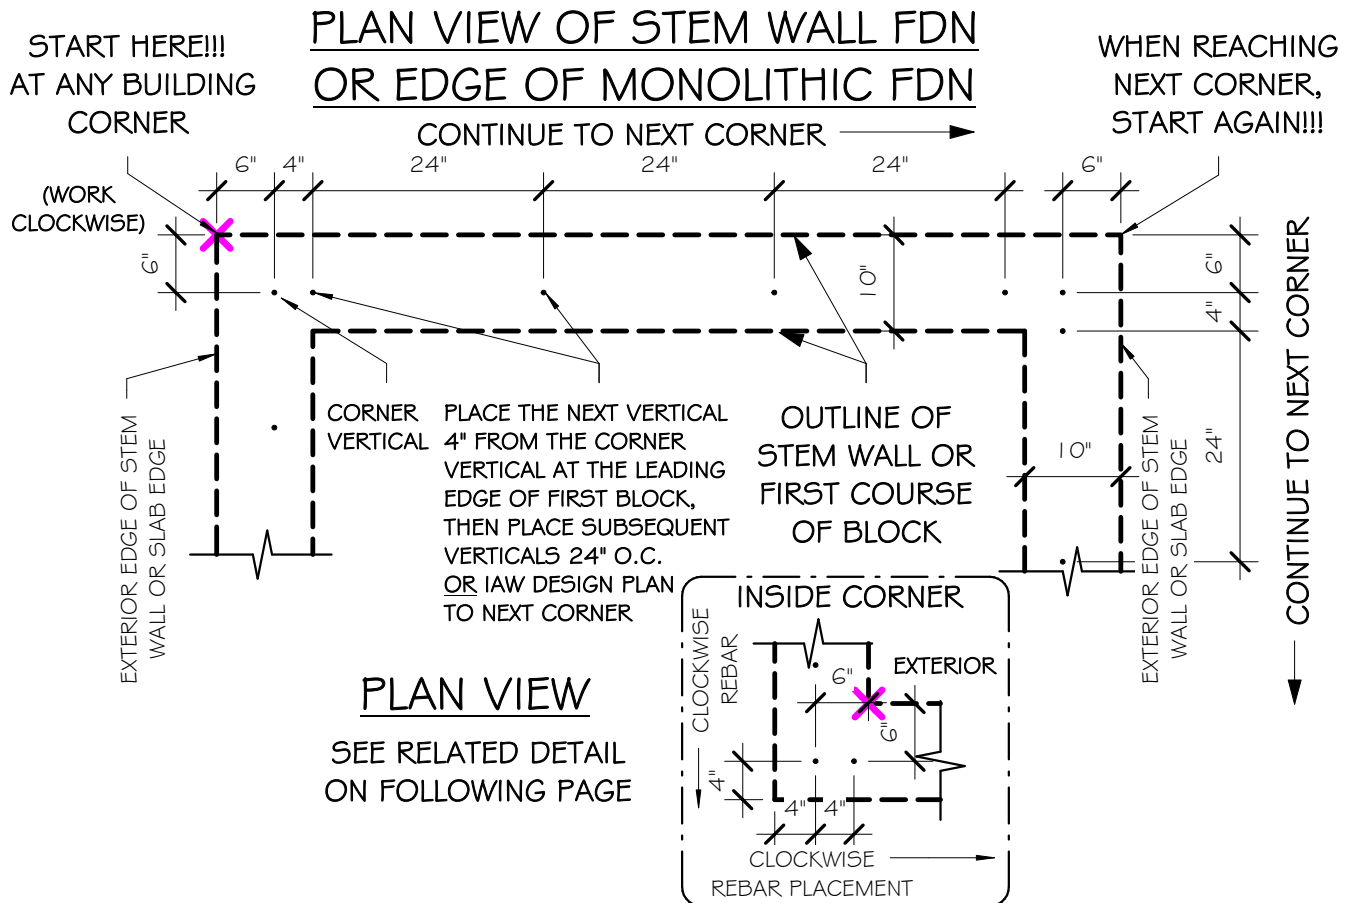 PLAN VIEW OF STEM WALL FDN
OR EDGE OF MONOLITHIC FDN
CONTINUE TO NEXT CORNER
START HERE!!!
AT ANY BUILDING
CORNER
(WORK
CLOCKWISE)
WHEN REACHING
NEXT CORNER,
START AGAIN!!!
6"
4"
24"
24"
24"
6"
6"
10"
6"
4"
24"
10"
CONTINUE TO NEXT CORNER
EXTERIOR EDGE OF STEM
WALL OR SLAB EDGE
CORNER
VERTICAL
PLACE THE NEXT VERTICAL
4" FROM THE CORNER
VERTICAL AT THE LEADING
EDGE OF FIRST BLOCK,
THEN PLACE SUBSEQUENT
VERTICALS 24" O.C.
OR IAW DESIGN PLAN
TO NEXT CORNER
OUTLINE OF
STEM WALL OR
FIRST COURSE
OF BLOCK
EXTERIOR EDGE OF STEM
WALL OR SLAB EDGE
PLAN VIEW
SEE RELATED DETAIL
ON FOLLOWING PAGE
INSIDE CORNER
CLOCKWISE
REBAR
EXTERIOR
6"
6"
4"
4"
4"
CLOCKWISE
REBAR PLACEMENT